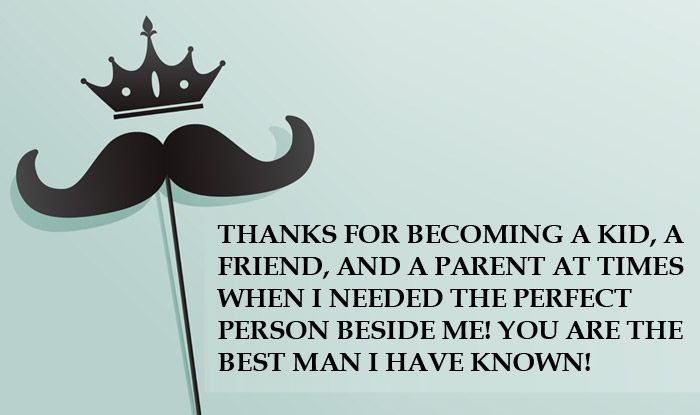 THANKS FOR BECOMING A KID, A
FRIEND, AND A PARENT AT TIMES
WHEN I NEEDED THE PERFECT
PERSON BESIDE ME! YOU ARE THE
BEST MAN I HAVE KNOWN!